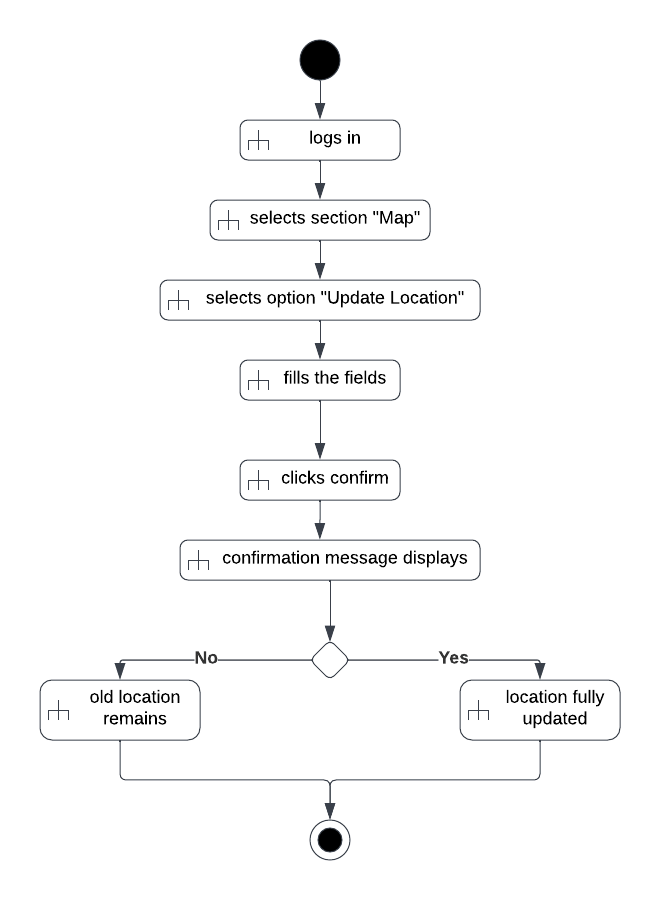 logs in
selects section "Map"
selects option "Update Location"
fills the fields
clicks confirm
confirmation message displays
No
Yes
old location
remains
location fully
updated